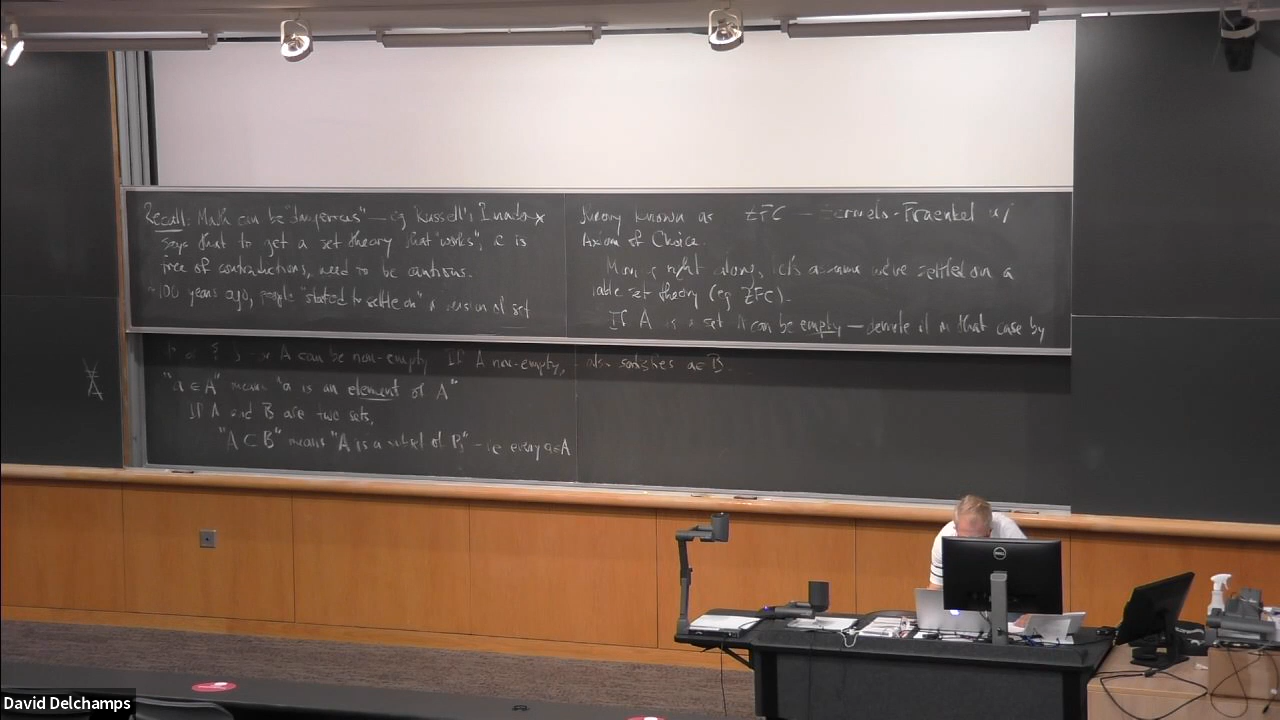 Recall: Math can be "dangerous" — eg Russell's Paradox
says that to get a set theory that "works", ie is
free of contradictions, need to be cautious.
~100 years ago, people "started to settle on" a version of set
theory known as ZFC — Zermelo-Fraenkel w/
Axiom of Choice.
Moving right along, let's assume we've settled on a
set theory (eg ZFC).
If A is a set A can be empty — denote it in that case by
or { } — or A can be non-empty If A non-empty,
"a ∈ A" means "a is an element of A"
If A and B are two sets,
"A ⊂ B" means "A is a subset of B" — ie every a∈A
also satisfies a∈B.
A
DELL
David Delchamps